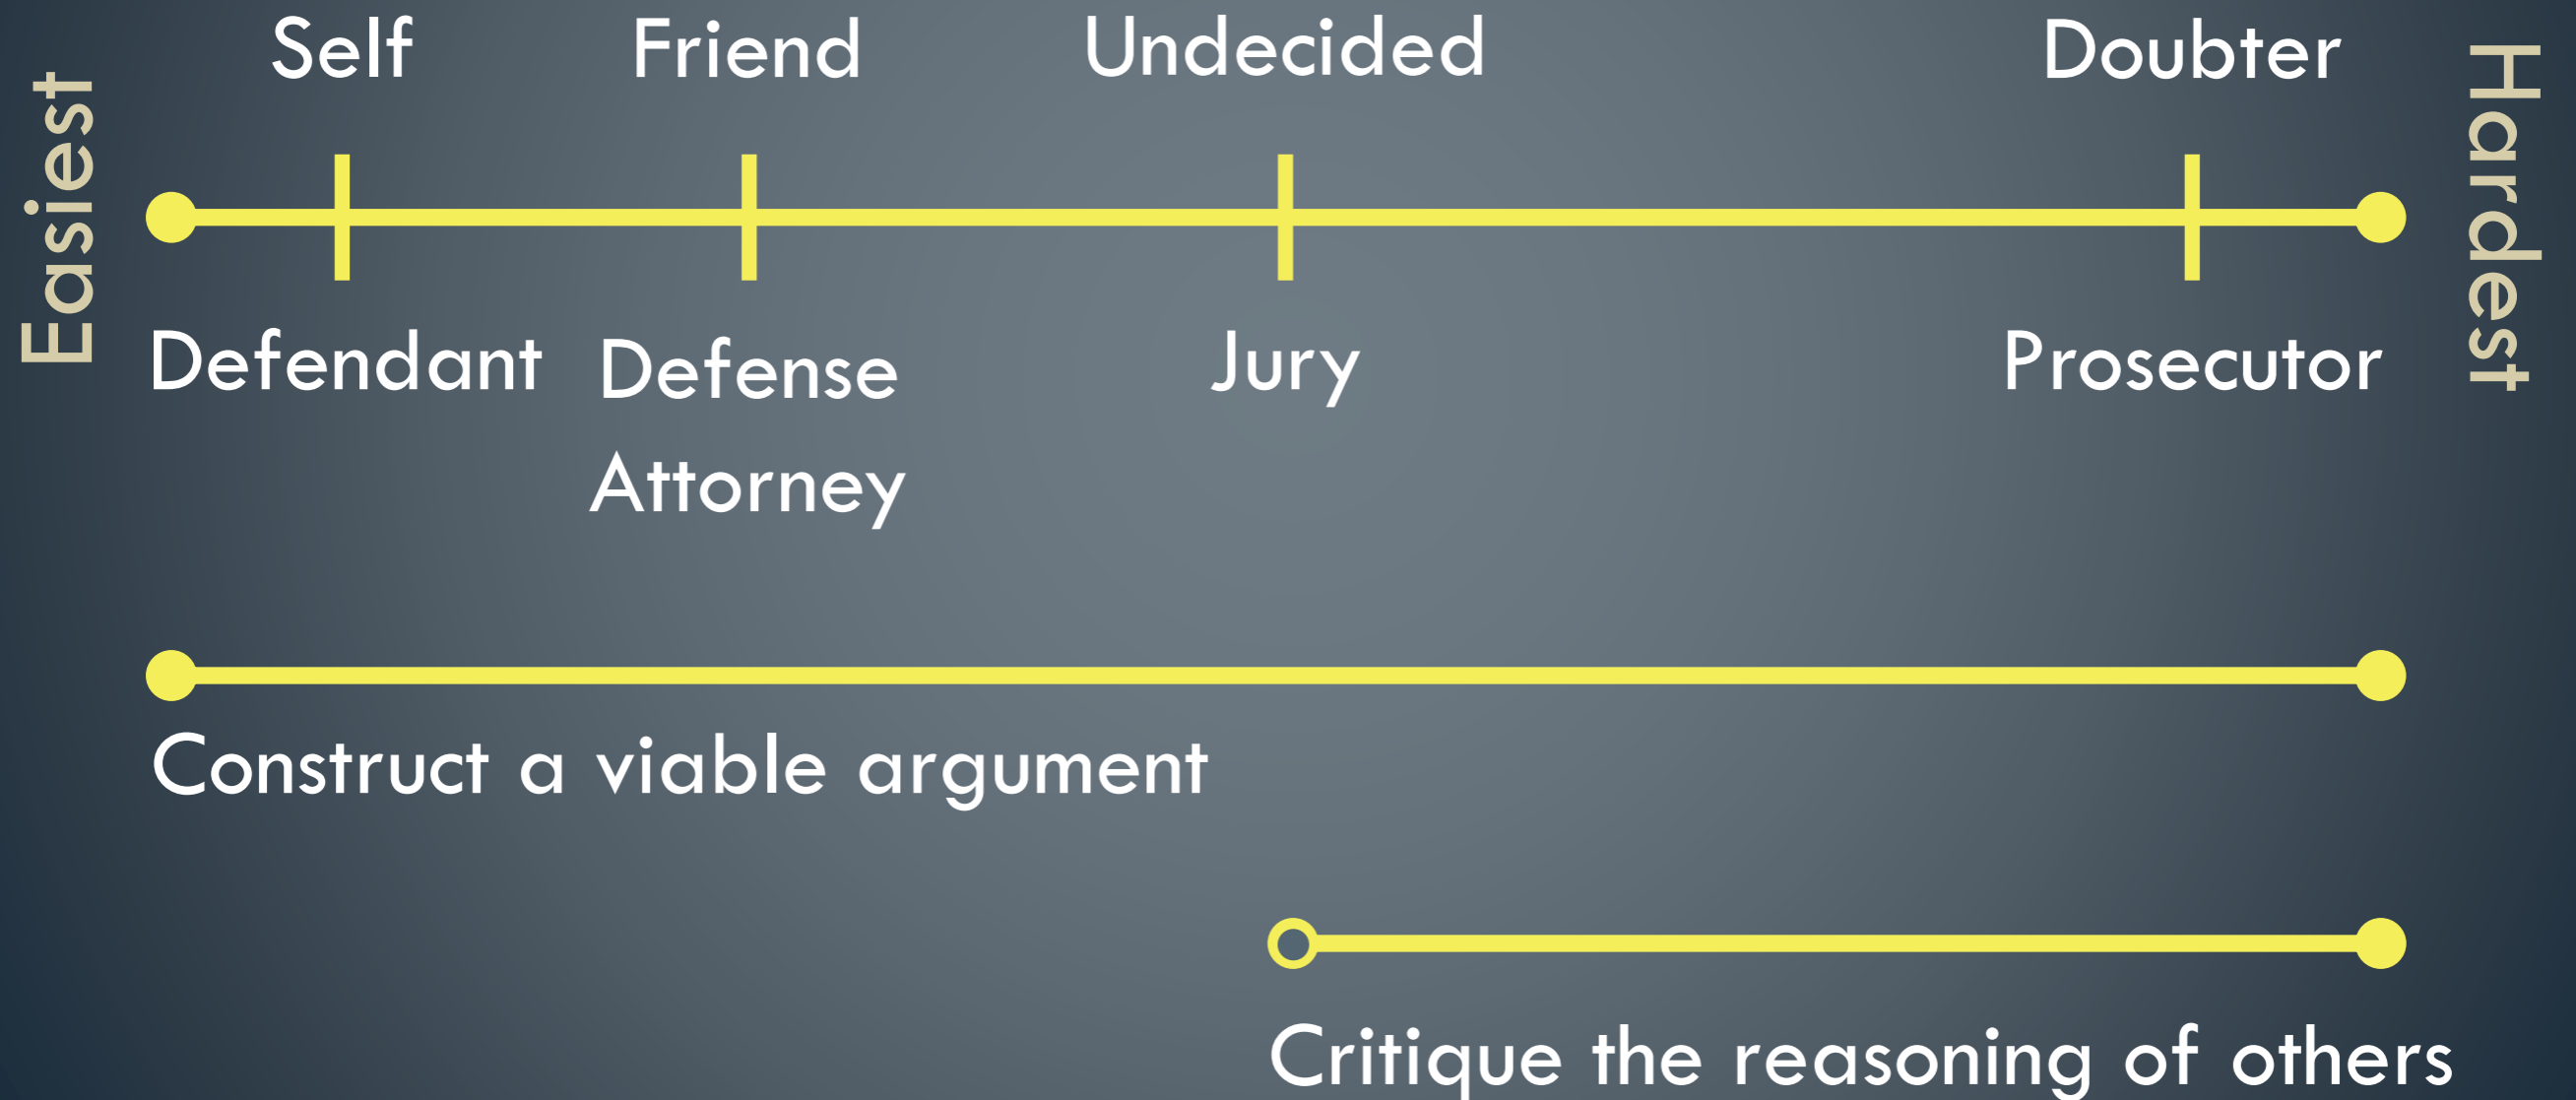 Easiest
Self
Friend
Undecided
Doubter
Hardest
Defendant
Defense
Attorney
Jury
Prosecutor
Construct a viable argument
Critique the reasoning of others